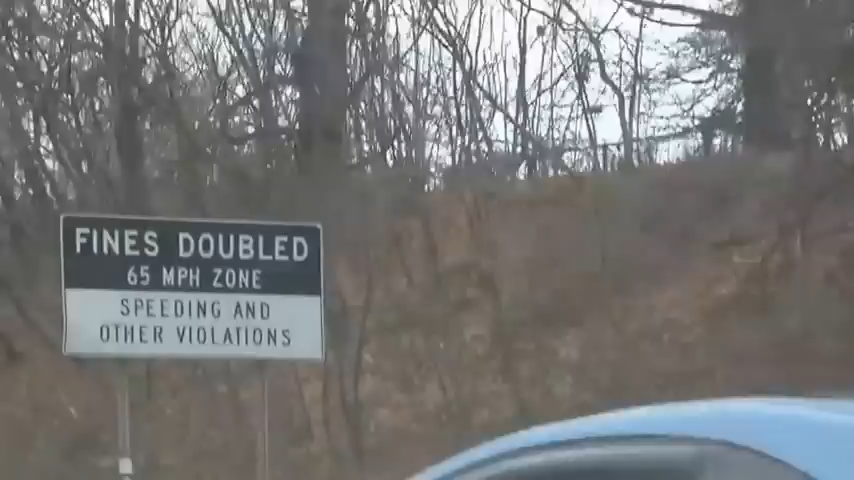 FINES DOUBLED
65 MPH ZONE
SPEEDING AND
OTHER VIOLATIONS